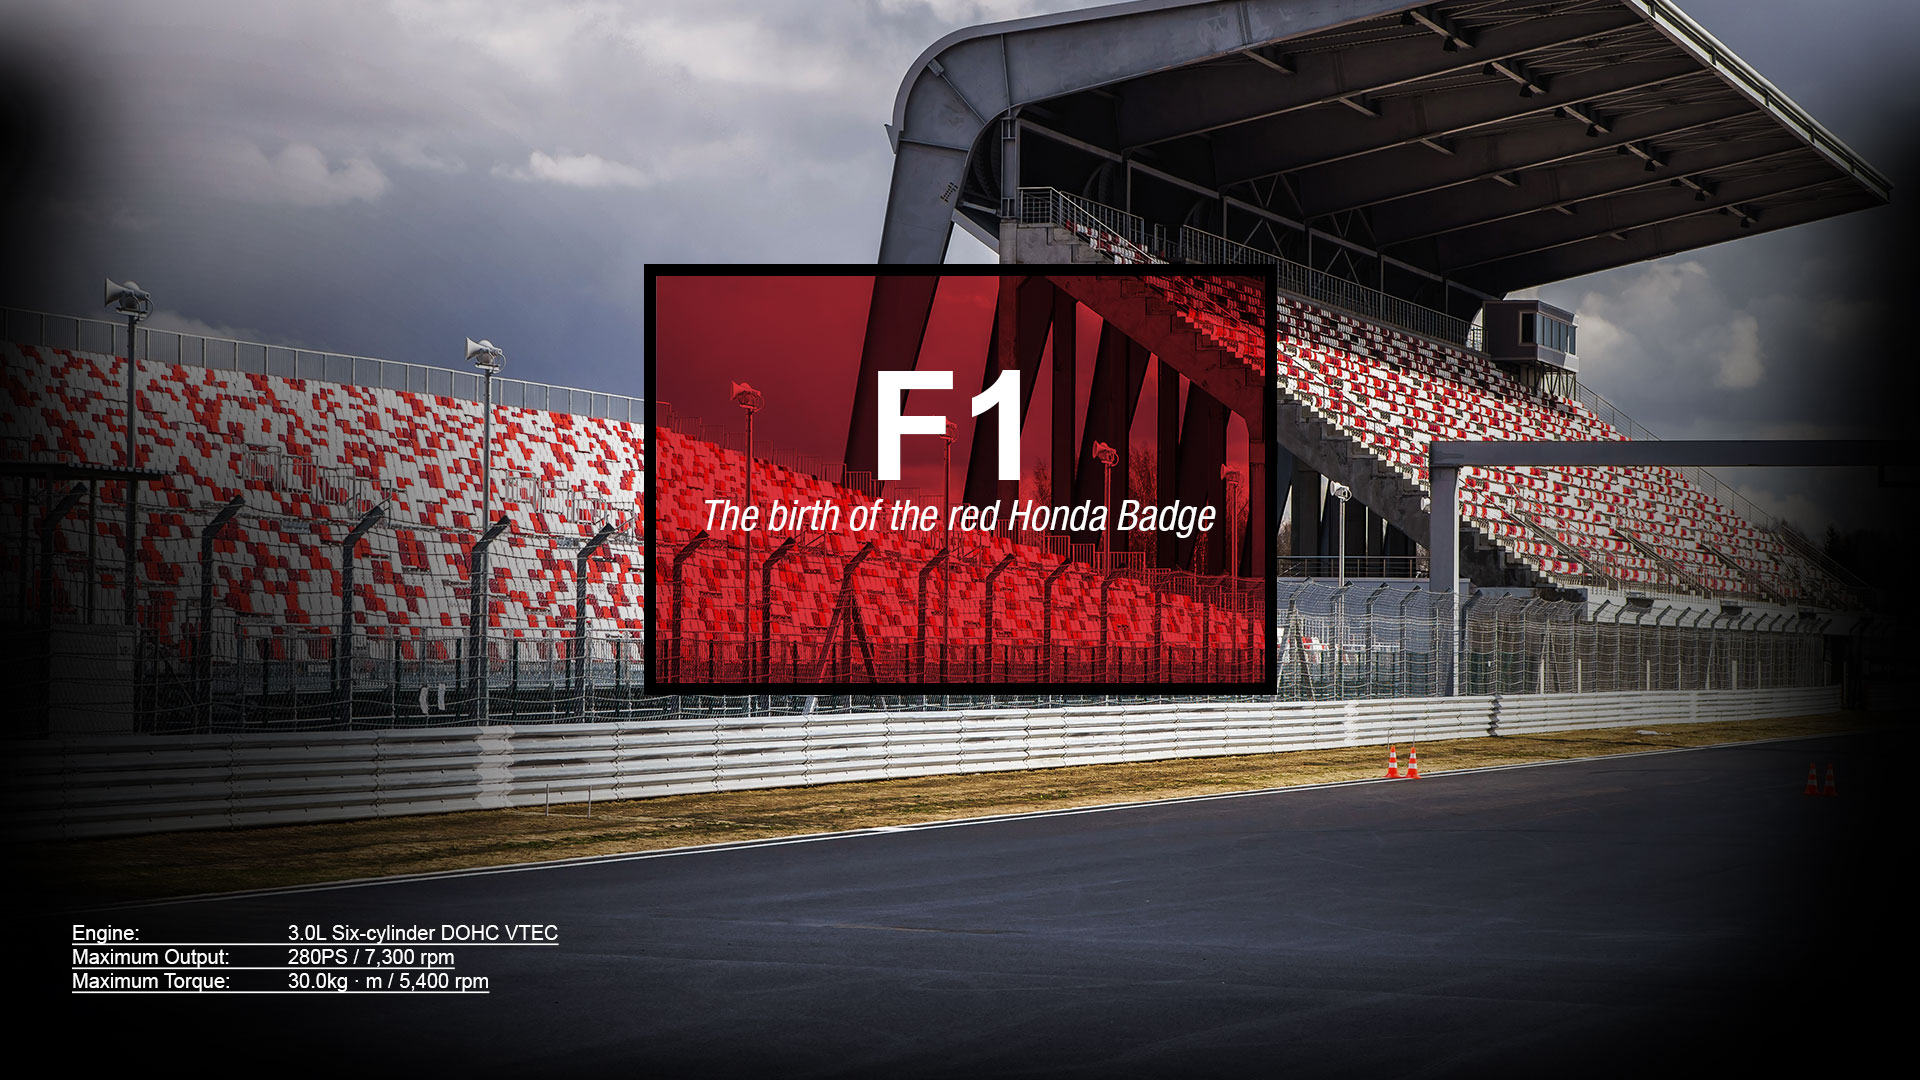 F1
The birth of the red Honda Badge
Engine: 3.0L Six-cylinder DOHC VTEC
Maximum Output: 280PS / 7,300 rpm
Maximum Torque: 30.0kg · m / 5,400 rpm